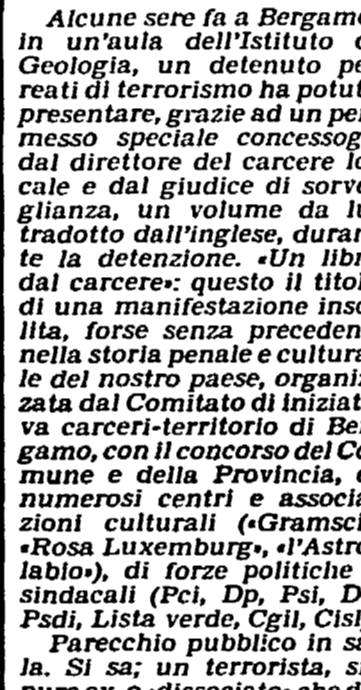 Alcune sere fa a Bergam
in un'aula dell'Istituto
Geologia, un detenuto pe
reati di terrorismo ha potut
presentare, grazie ad un pe
messo speciale concessog
dal direttore del carcere lo
cale e dal giudice di sorve
glianza, un volume da lu
tradotto dall'inglese, duran
te la detenzione. «Un libr
dal carcere»: questo il titol
di una manifestazione inso
lita, forse senza preceden
nella storia penale e cultura
le del nostro paese, organi
zata dal Comitato di iniziat
va carceri-territorio di Be
gamo, con il concorso del Co
mune e della Provincia,
numerosi centri e associa
zioni culturali («Gramsci
«Rosa Luxemburg», «l'Astro
labio»), di forze politiche
sindacali (Pci, Dp, Psi, D
Psdi, Lista verde, Cgil, Cisl
Parecchio pubblico in sa
la. Si sa; un terrorista, s